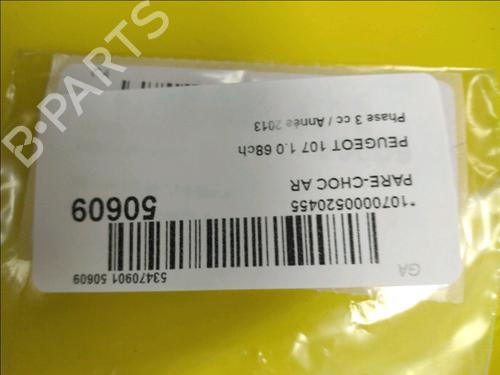 B-PARTS
GA
53470901 50609
*1070000520455
50609
PARE-CHOC AR
PEUGEOT 107 1.0 68ch
Phase 3 cc / Année 2013